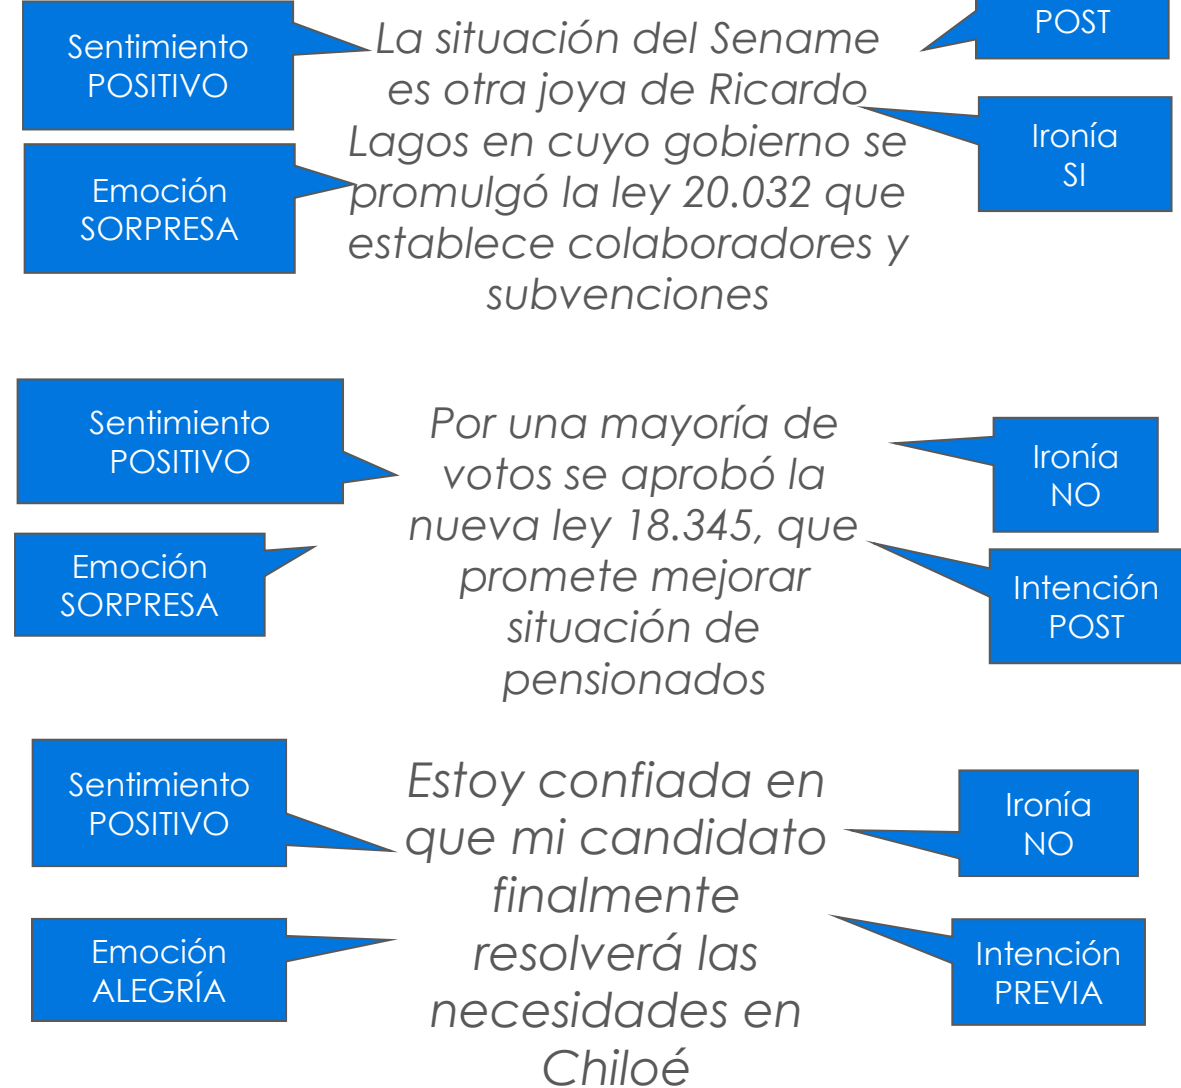 Sentimiento
POSITIVO
Emoción
SORPRESA
La situación del Sename
es otra joya de Ricardo
Lagos en cuyo gobierno se
promulgó la ley 20.032 que
establece colaboradores y
subvenciones
POST
Ironía
SI
Sentimiento
POSITIVO
Emoción
SORPRESA
Por una mayoría de
votos se aprobó la
nueva ley 18.345, que
promete mejorar
situación de
pensionados
Ironía
NO
Intención
POST
Sentimiento
POSITIVO
Emoción
ALEGRÍA
Estoy confiada en
que mi candidato
finalmente
resolverá las
necesidades en
Chiloé
Ironía
NO
Intención
PREVIA